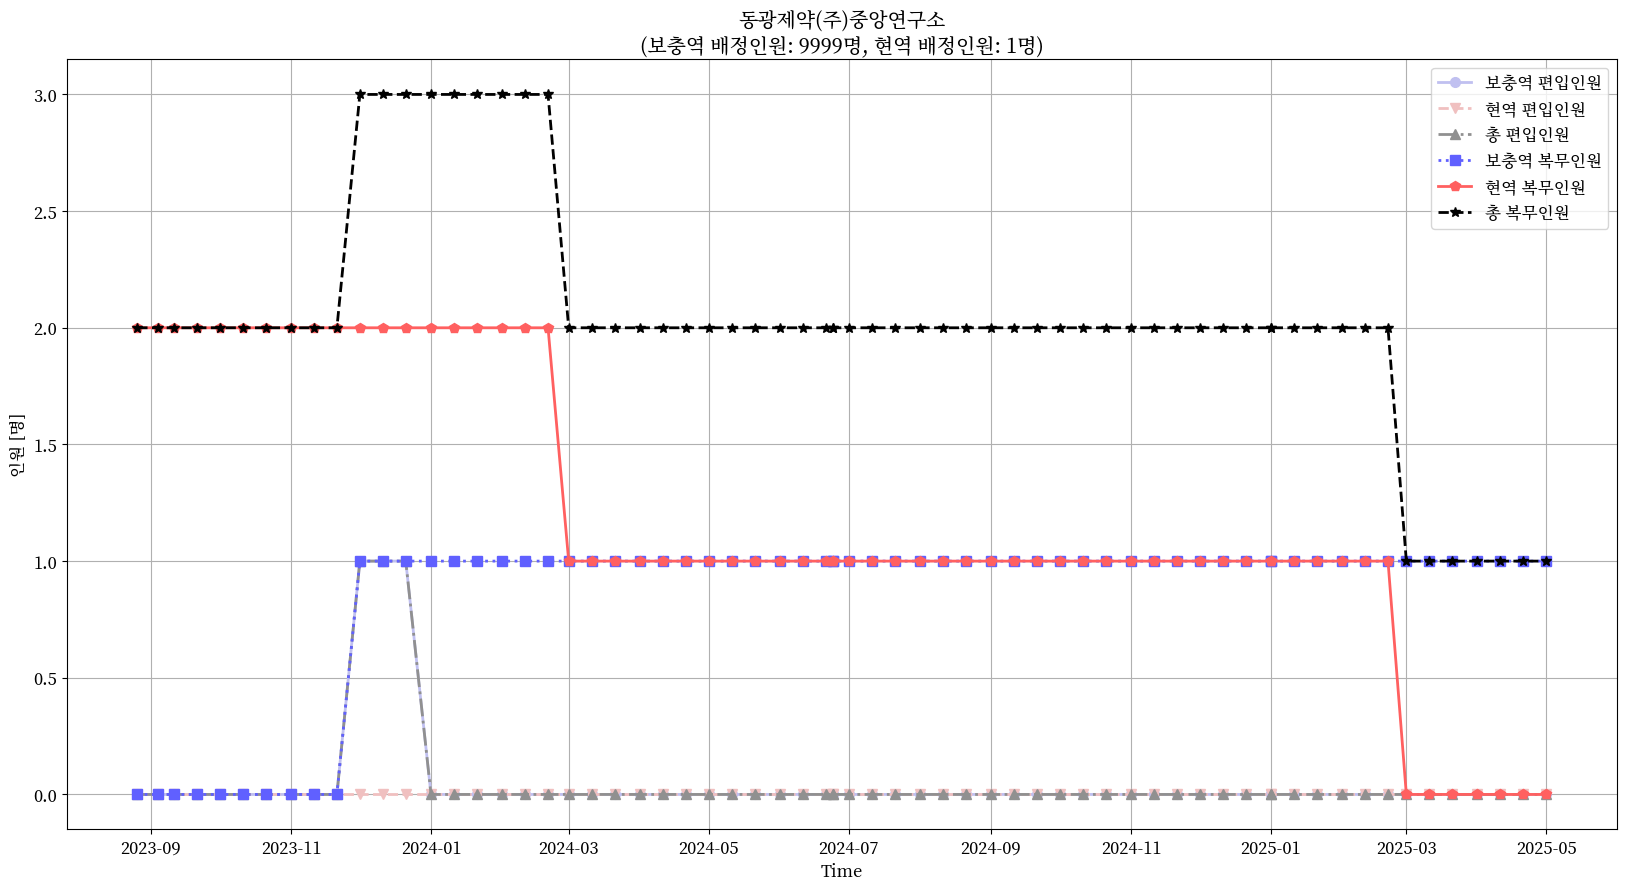 동광제약(주)중앙연구소
(보충역 배정인원: 9999명, 현역 배정인원: 1명)
보충역 편입인원
현역 편입인원
총 편입인원
보충역 복무인원
현역 복무인원
총 복무인원
인원 [명]
3.0
2.5
2.0
1.5
1.0
0.5
0.0
2023-09
2023-11
2024-01
2024-03
2024-05
2024-07
2024-09
2024-11
2025-01
2025-03
2025-05
Time